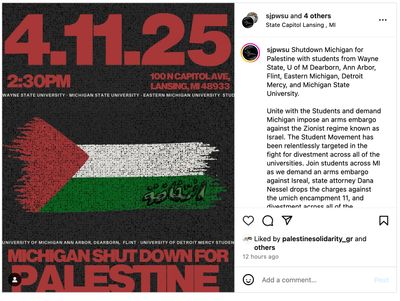 4.11.25
2:30PM
100 N CAPITOL AVE,
LANSING, MI 48933
WAYNE STATE UNIVERSITY · MICHIGAN STATE UNIVERSITY · EASTERN MICHIGAN UNIVERSITY ·
UNIVERSITY OF MICHIGAN ANN ARBOR, DEARBORN, FLINT · UNIVERSITY OF DETROIT MERCY
MICHIGAN SHUT DOWN FOR
PALESTINE
sjpwsu and 4 others
State Capitol Lansing , MI
sjpwsu Shutdown Michigan for
Palestine with students from Wayne
State, U of M Dearborn, Ann Arbor,
Flint, Eastern Michigan, Detroit
Mercy, and Michigan State
University.
Unite with the Students and demand
Michigan impose an arms embargo
against the Zionist regime known as
Israel. The Student Movement has
been relentlessly targeted in the
fight for divestment across all of the
universities. Join students across MI
as we demand an arms embargo
against Isreal, state attorney Dana
Nessel drops the charges against
the umich encampment 11, and
divestment across all of the
Liked by palestinesolidarity_gr and
others
12 hours ago
Add a comment...
Post